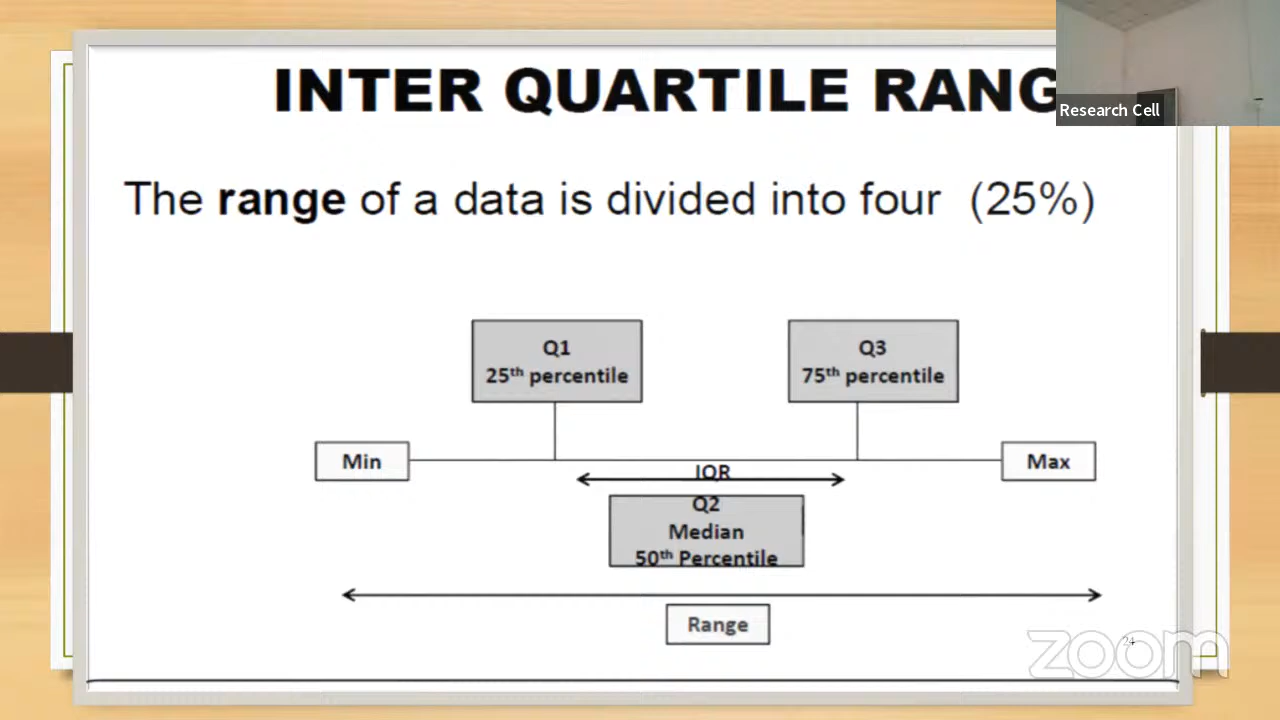 INTER QUARTILE RANG
Research Cell
The range of a data is divided into four (25%)
Q1
25th percentile
Q3
75th percentile
Min
Max
IQR
Q2
Median
50th Percentile
Range
24
zoom